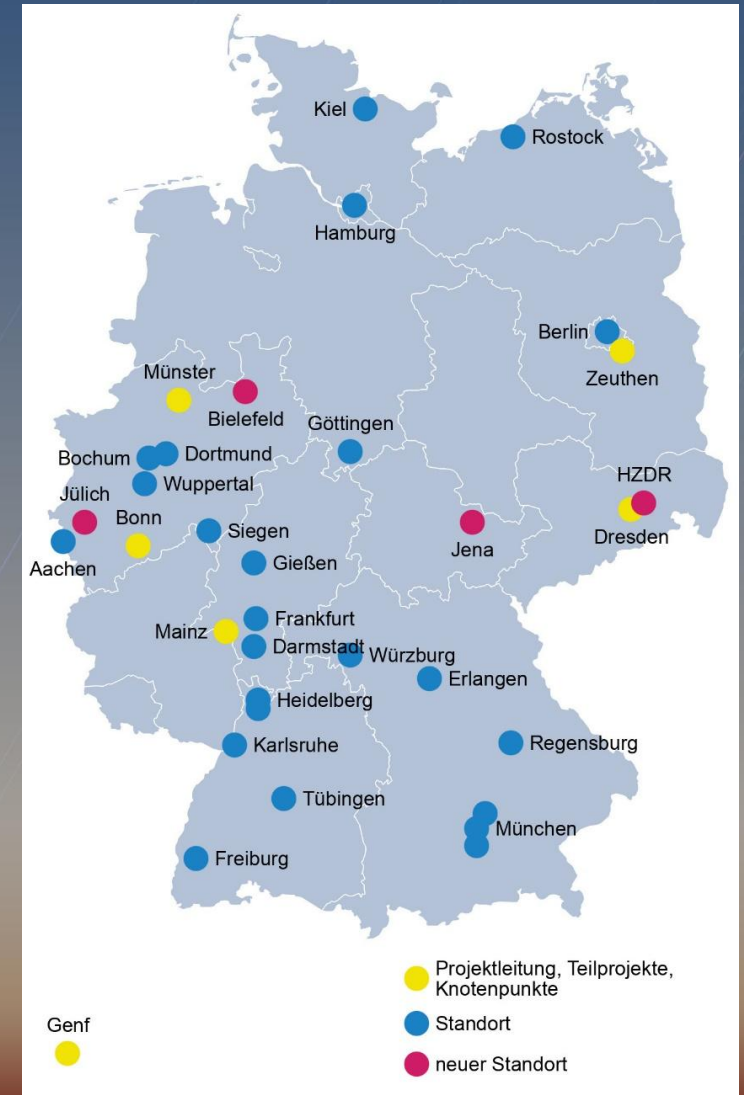 Kiel
Rostock
Hamburg
Berlin
Zeuthen
Münster
Bielefeld
Göttingen
Bochum
Dortmund
Wuppertal
Jülich
Bonn
Siegen
Aachen
Gießen
HZDR
Dresden
Jena
Frankfurt
Mainz
Darmstadt
Würzburg
Erlangen
Heidelberg
Karlsruhe
Regensburg
Tübingen
München
Freiburg
Projektleitung, Teilprojekte,
Knotenpunkte
Standort
neuer Standort
Genf